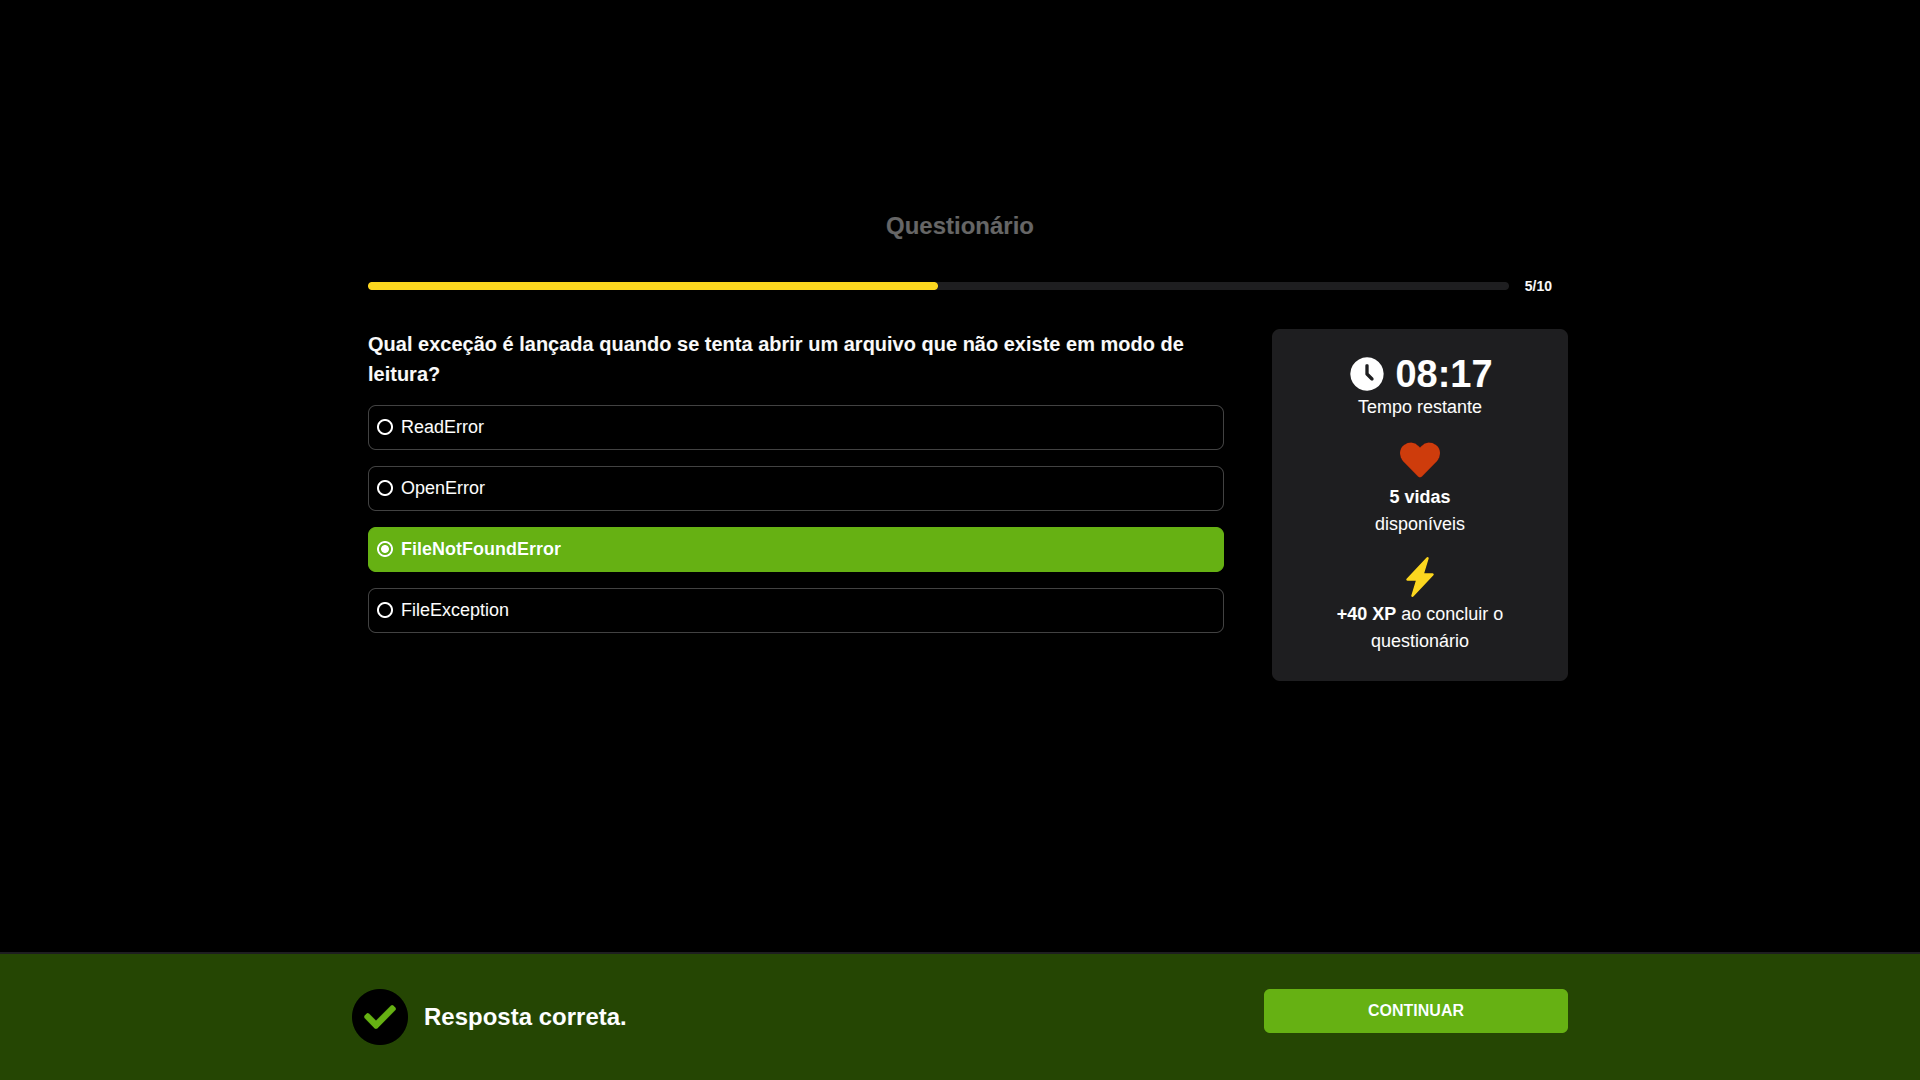 Questionário
5/10
Qual exceção é lançada quando se tenta abrir um arquivo que não existe em modo de
leitura?
ReadError
OpenError
FileNotFoundError
FileException
08:17
Tempo restante
5 vidas
disponíveis
+40 XP ao concluir o
questionário
Resposta correta.
CONTINUAR